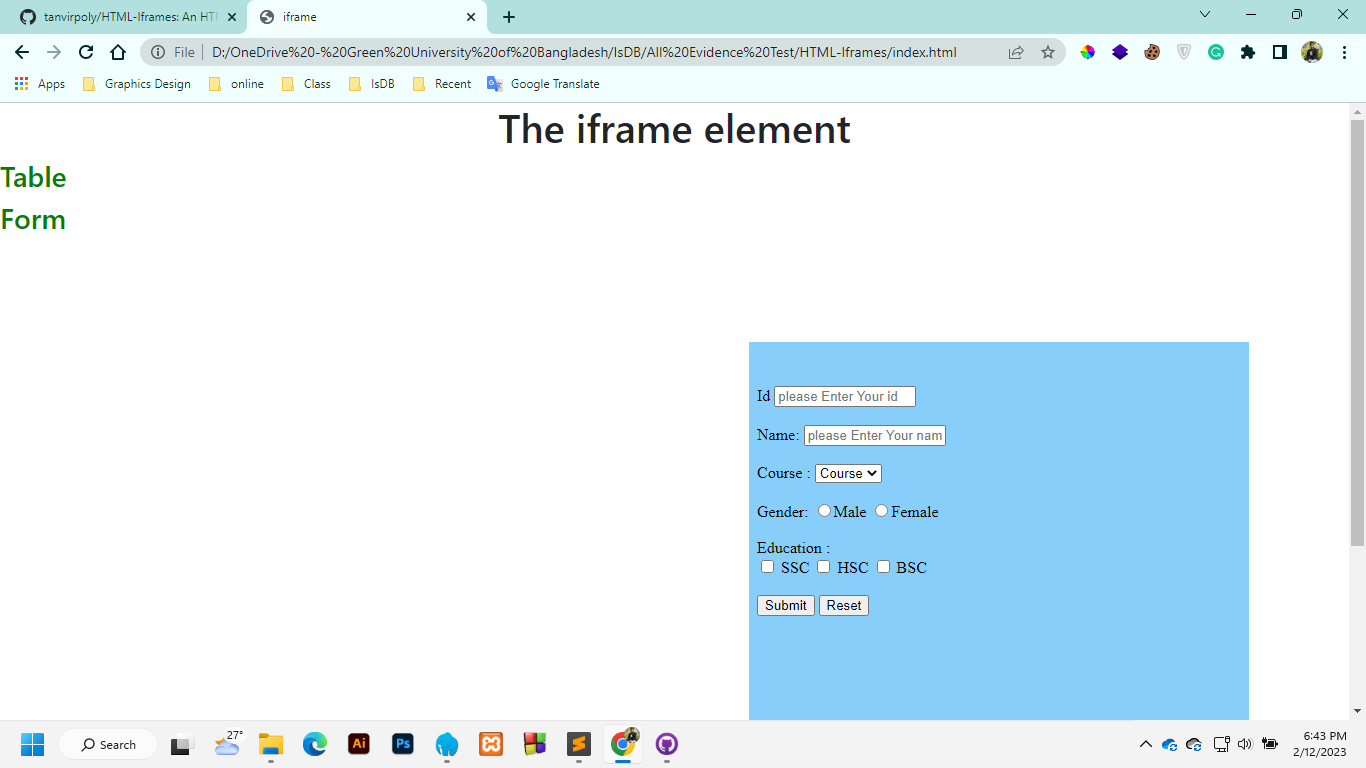 tanvirpoly/HTML-Iframes: An HT
iframe
File
D:/OneDrive%20-%20Green%20University%20of%20Bangladesh/IsDB/All%20Evidence%20Test/HTML-Iframes/index.html
Apps Graphics Design online Class IsDB Recent Google Translate
The iframe element
Table
Form
Id please Enter Your id
Name: please Enter Your nam
Course : Course
Gender: Male Female
Education :
SSC HSC BSC
Submit Reset
27°
Search
Ai
Ps
6:43 PM
2/12/2023